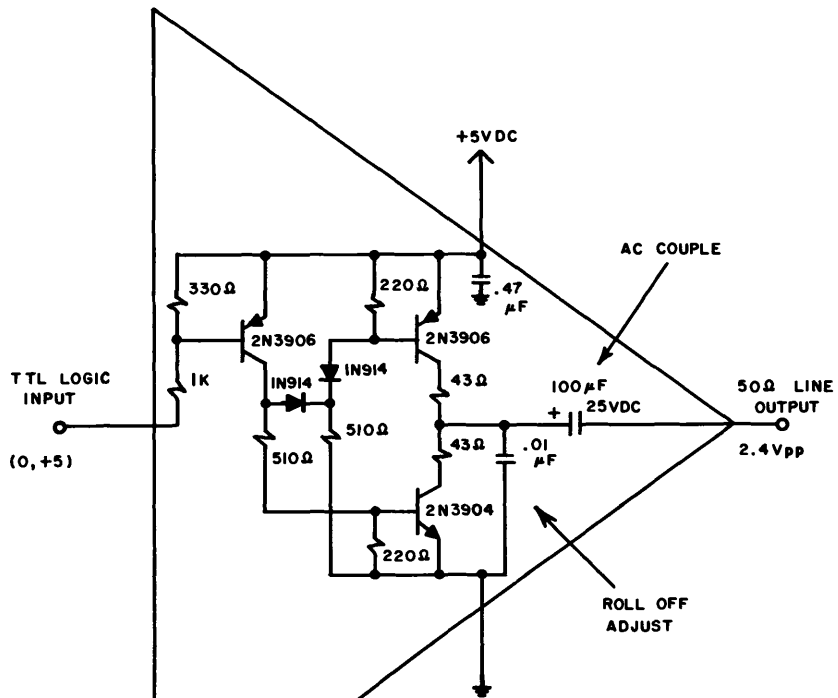 +5VDC
AC COUPLE
330Ω
220Ω
.47
µF
2N3906
2N3906
TTL LOGIC
INPUT
1K
1N914
1N914
43Ω
100µF
25VDC
50Ω LINE
OUTPUT
+
(0,+5)
510Ω
510Ω
43Ω
.01
µF
2.4Vpp
2N3904
220Ω
ROLL OFF
ADJUST